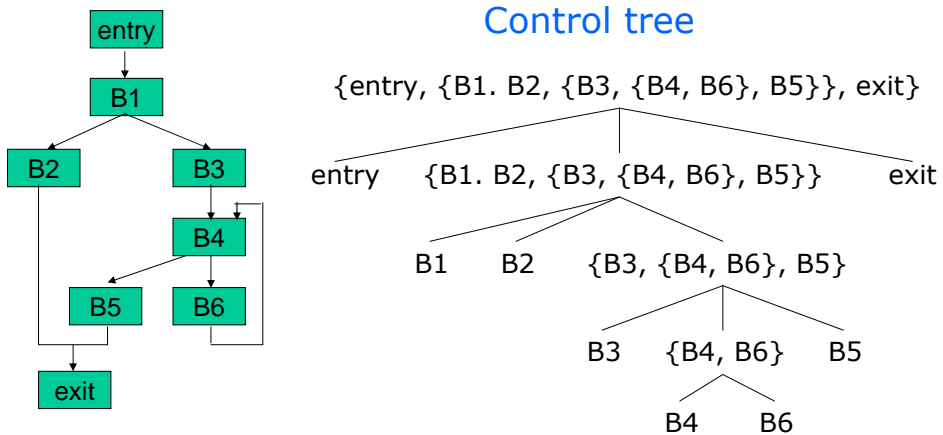 Control tree
entry
B1
B2
B3
B4
B5
B6
exit
{entry, {B1. B2, {B3, {B4, B6}, B5}}, exit}
entry {B1. B2, {B3, {B4, B6}, B5}} exit
B1 B2 {B3, {B4, B6}, B5}
B3 {B4, B6} B5
B4 B6